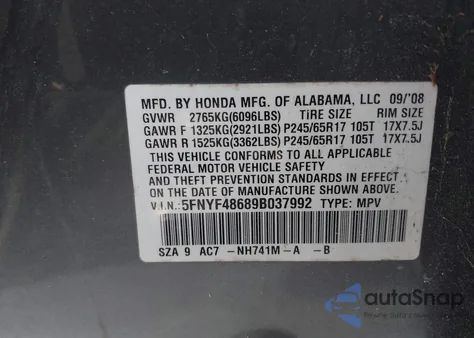 MFD. BY HONDA MFG. OF ALABAMA, LLC 09/'08
GVWR 2765KG(6096LBS) TIRE SIZE RIM SIZE
GAWR F 1325KG(2921LBS) P245/65R17 105T 17X7.5J
GAWR R 1525KG(3362LBS) P245/65R17 105T 17X7.5J
THIS VEHICLE CONFORMS TO ALL APPLICABLE
FEDERAL MOTOR VEHICLE SAFETY
AND THEFT PREVENTION STANDARDS IN EFFECT
ON THE DATE OF MANUFACTURE SHOWN ABOVE.
V.I.N.:5FNYF48689B037992 TYPE: MPV
SZA 9 AC7 -NH741M-A -B
autoSnap